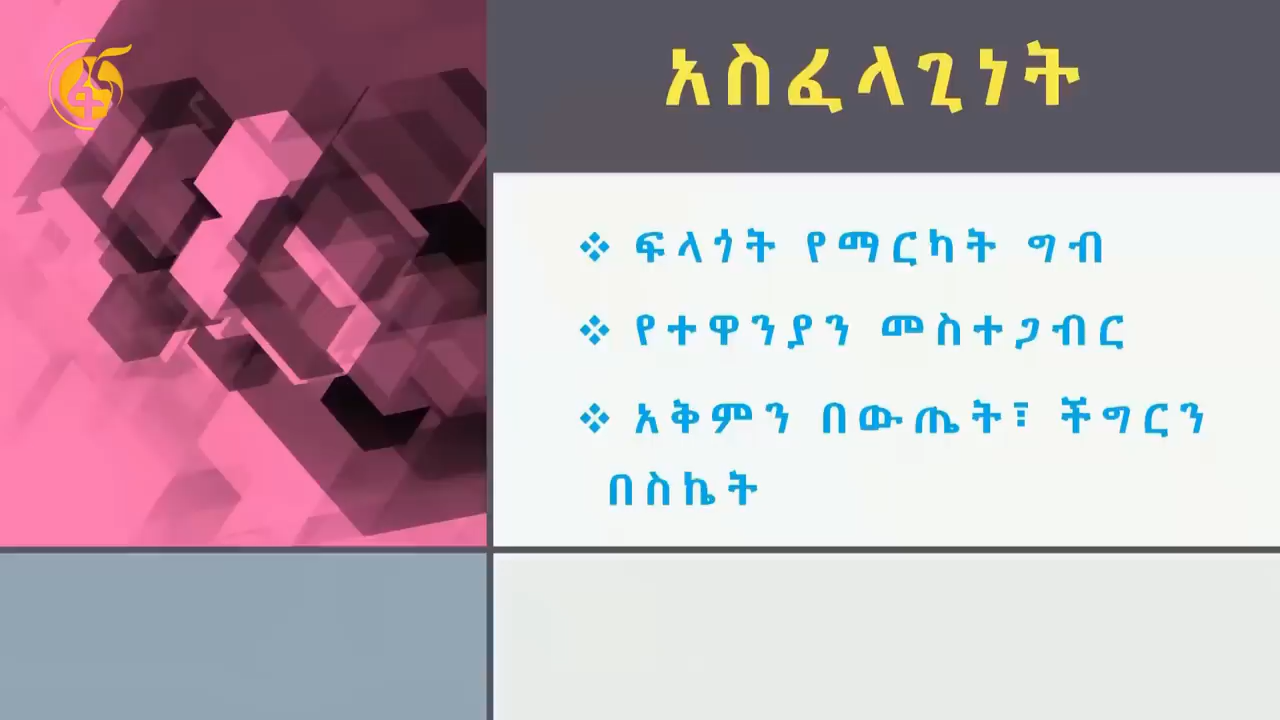 አስፈላጊነት
❖ ፍላጎት የማርካት ግብ
❖ የተዋንያን መስተጋብር
❖ አቅምን በውጤት፣ ችግርን
በስኬት